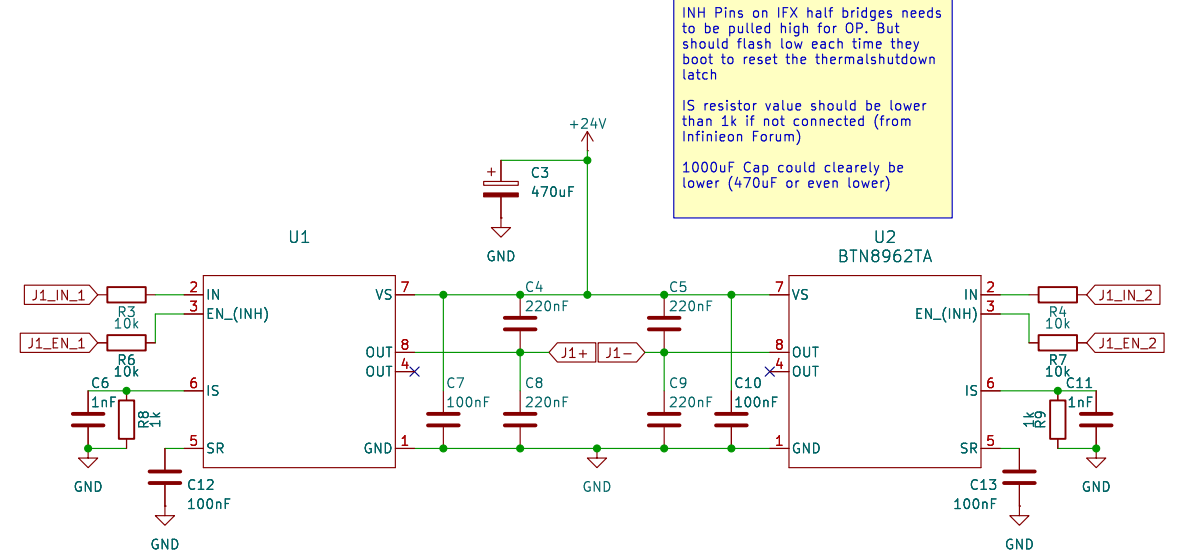 INH Pins on IFX half bridges needs
to be pulled high for OP. But
should flash low each time they
boot to reset the thermalshutdown
latch
IS resistor value should be lower
than 1k if not connected (from
Infinieon Forum)
1000uF Cap could clearely be
lower (470uF or even lower)
+24V
+
C3
470uF
GND
U1
U2
BTN8962TA
J1_IN_1
R3
10k
2
IN
3
EN_(INH)
J1_EN_1
R6
10k
C6
1nF
R8
1k
6
IS
5
SR
GND
C12
100nF
GND
VS
7
OUT
8
OUT
4
GND
1
C4
220nF
C5
220nF
J1+
J1-
C7
100nF
C8
220nF
C9
220nF
C10
100nF
GND
7
VS
8
OUT
4
OUT
1
GND
IN
2
EN_(INH)
3
IS
6
SR
5
R4
10k
J1_IN_2
R7
10k
J1_EN_2
R9
1k
C11
1nF
GND
C13
100nF
GND